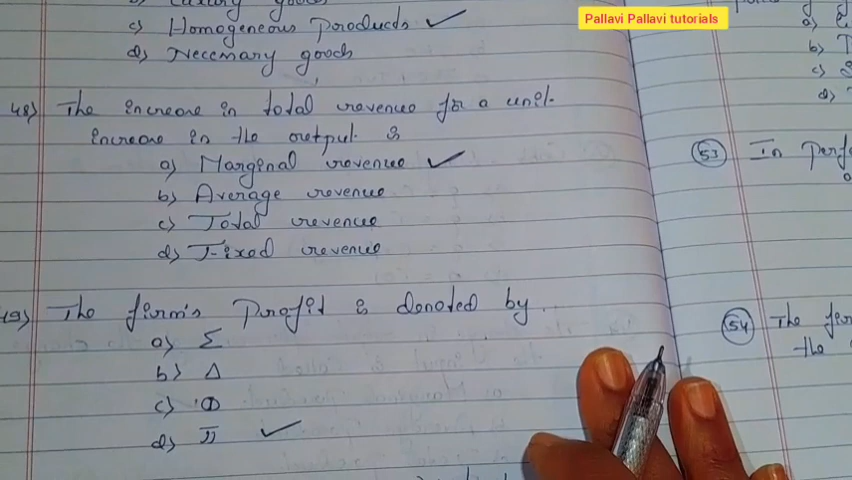 Pallavi Pallavi tutorials
b) Luxury goods
c) Homogeneous Products ✓
d) Necessary goods
48) The increase in total revenue for a unit
increase in the output is
a) Marginal revenue ✓
b) Average revenue
c) Total revenue
d) Fixed revenue
49) The firm's Profit is denoted by
a) Σ
b) Δ
c) Φ
d) π ✓
a)
b) T
c) S
d)
53 In Perf
a
54 The fir
the